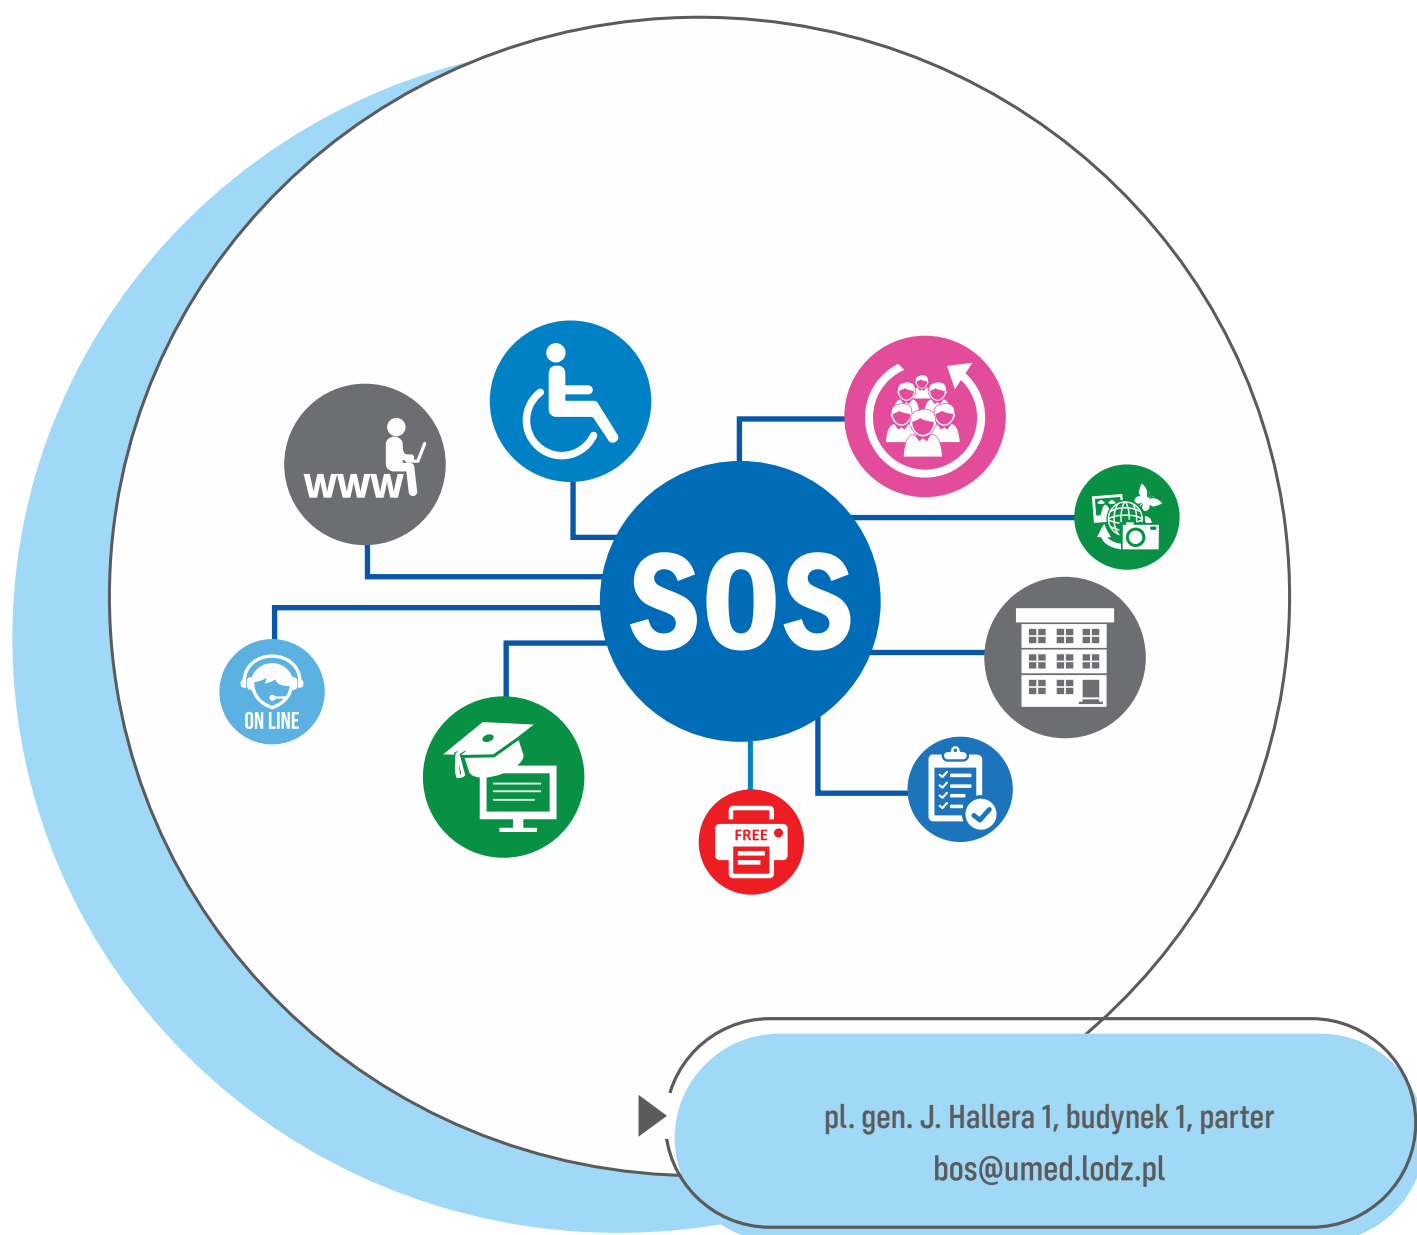 www
SOS
ON LINE
FREE
pl. gen. J. Hallera 1, budynek 1, parter
bos@umed.lodz.pl